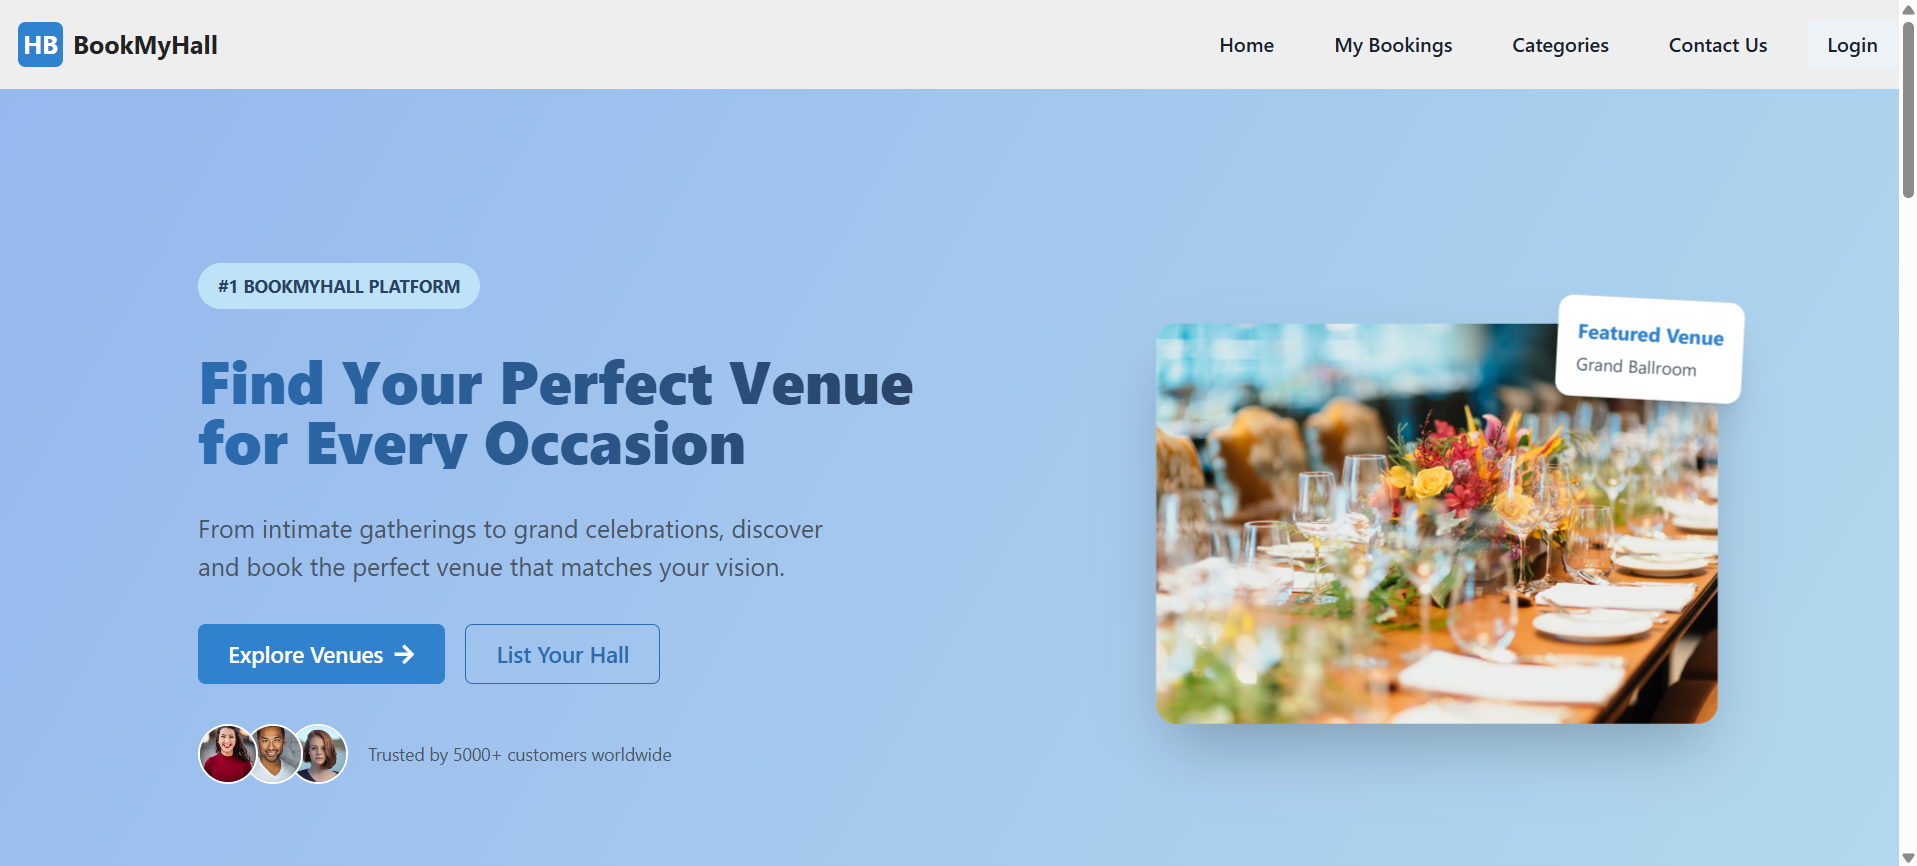 HB BookMyHall
Home My Bookings Categories Contact Us Login
#1 BOOKMYHALL PLATFORM
Find Your Perfect Venue
for Every Occasion
From intimate gatherings to grand celebrations, discover
and book the perfect venue that matches your vision.
Explore Venues → List Your Hall
Trusted by 5000+ customers worldwide
Featured Venue
Grand Ballroom